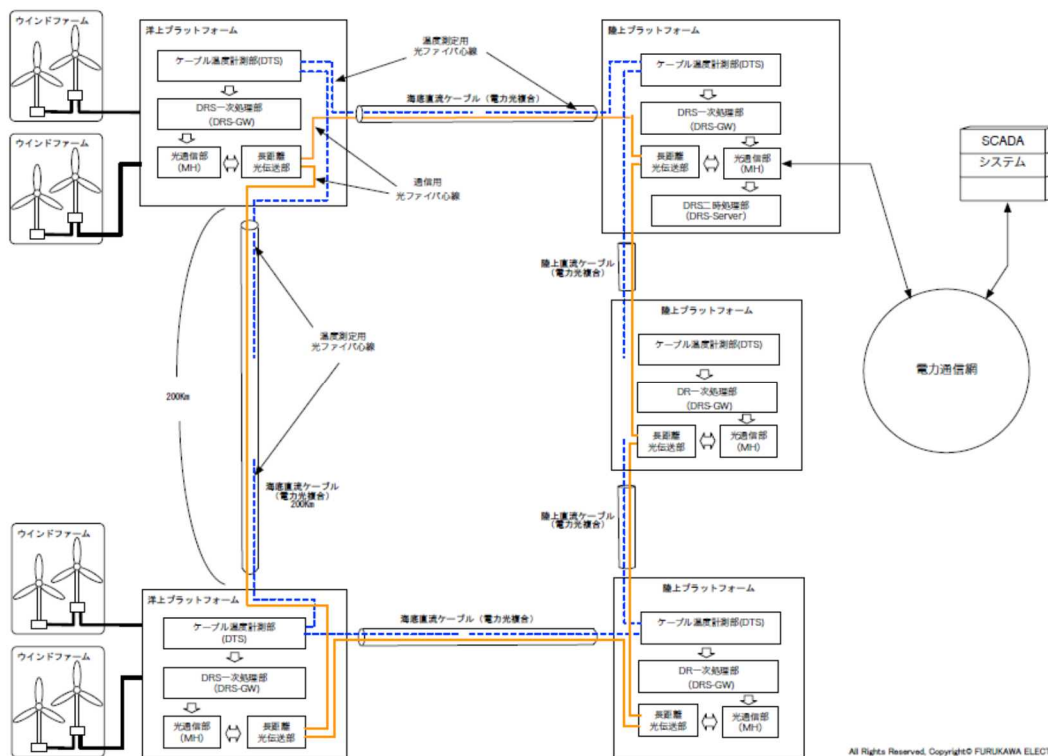 ウインドファーム
洋上プラットフォーム
ケーブル温度計測部(DTS)
DRS一次処理部
(DRS-GW)
光通信部
(MH)
長距離
光伝送部
ウインドファーム
温度測定用
光ファイバ心線
海底直流ケーブル（電力光複合）
通信用
光ファイバ心線
陸上プラットフォーム
ケーブル温度計測部(DTS)
DRS一次処理部
(DRS-GW)
長距離
光伝送部
光通信部
(MH)
DRS二時処理部
(DRS-Server)
SCADA
システム
陸上直流ケーブル
（電力光複合）
温度測定用
光ファイバ心線
200Km
陸上プラットフォーム
ケーブル温度計測部(DTS)
DR一次処理部
(DRS-GW)
長距離
光伝送部
光通信部
(MH)
電力通信網
海底直流ケーブル
（電力光複合）
200Km
陸上直流ケーブル
（電力光複合）
ウインドファーム
洋上プラットフォーム
ケーブル温度計測部
(DTS)
DRS一次処理部
(DRS-GW)
光通信部
(MH)
長距離
光伝送部
ウインドファーム
海底直流ケーブル（電力光複合）
陸上プラットフォーム
ケーブル温度計測部(DTS)
DR一次処理部
(DRS-GW)
長距離
光伝送部
光通信部
(MH)
All Rights Reserved, Copyright© FURUKAWA ELECT